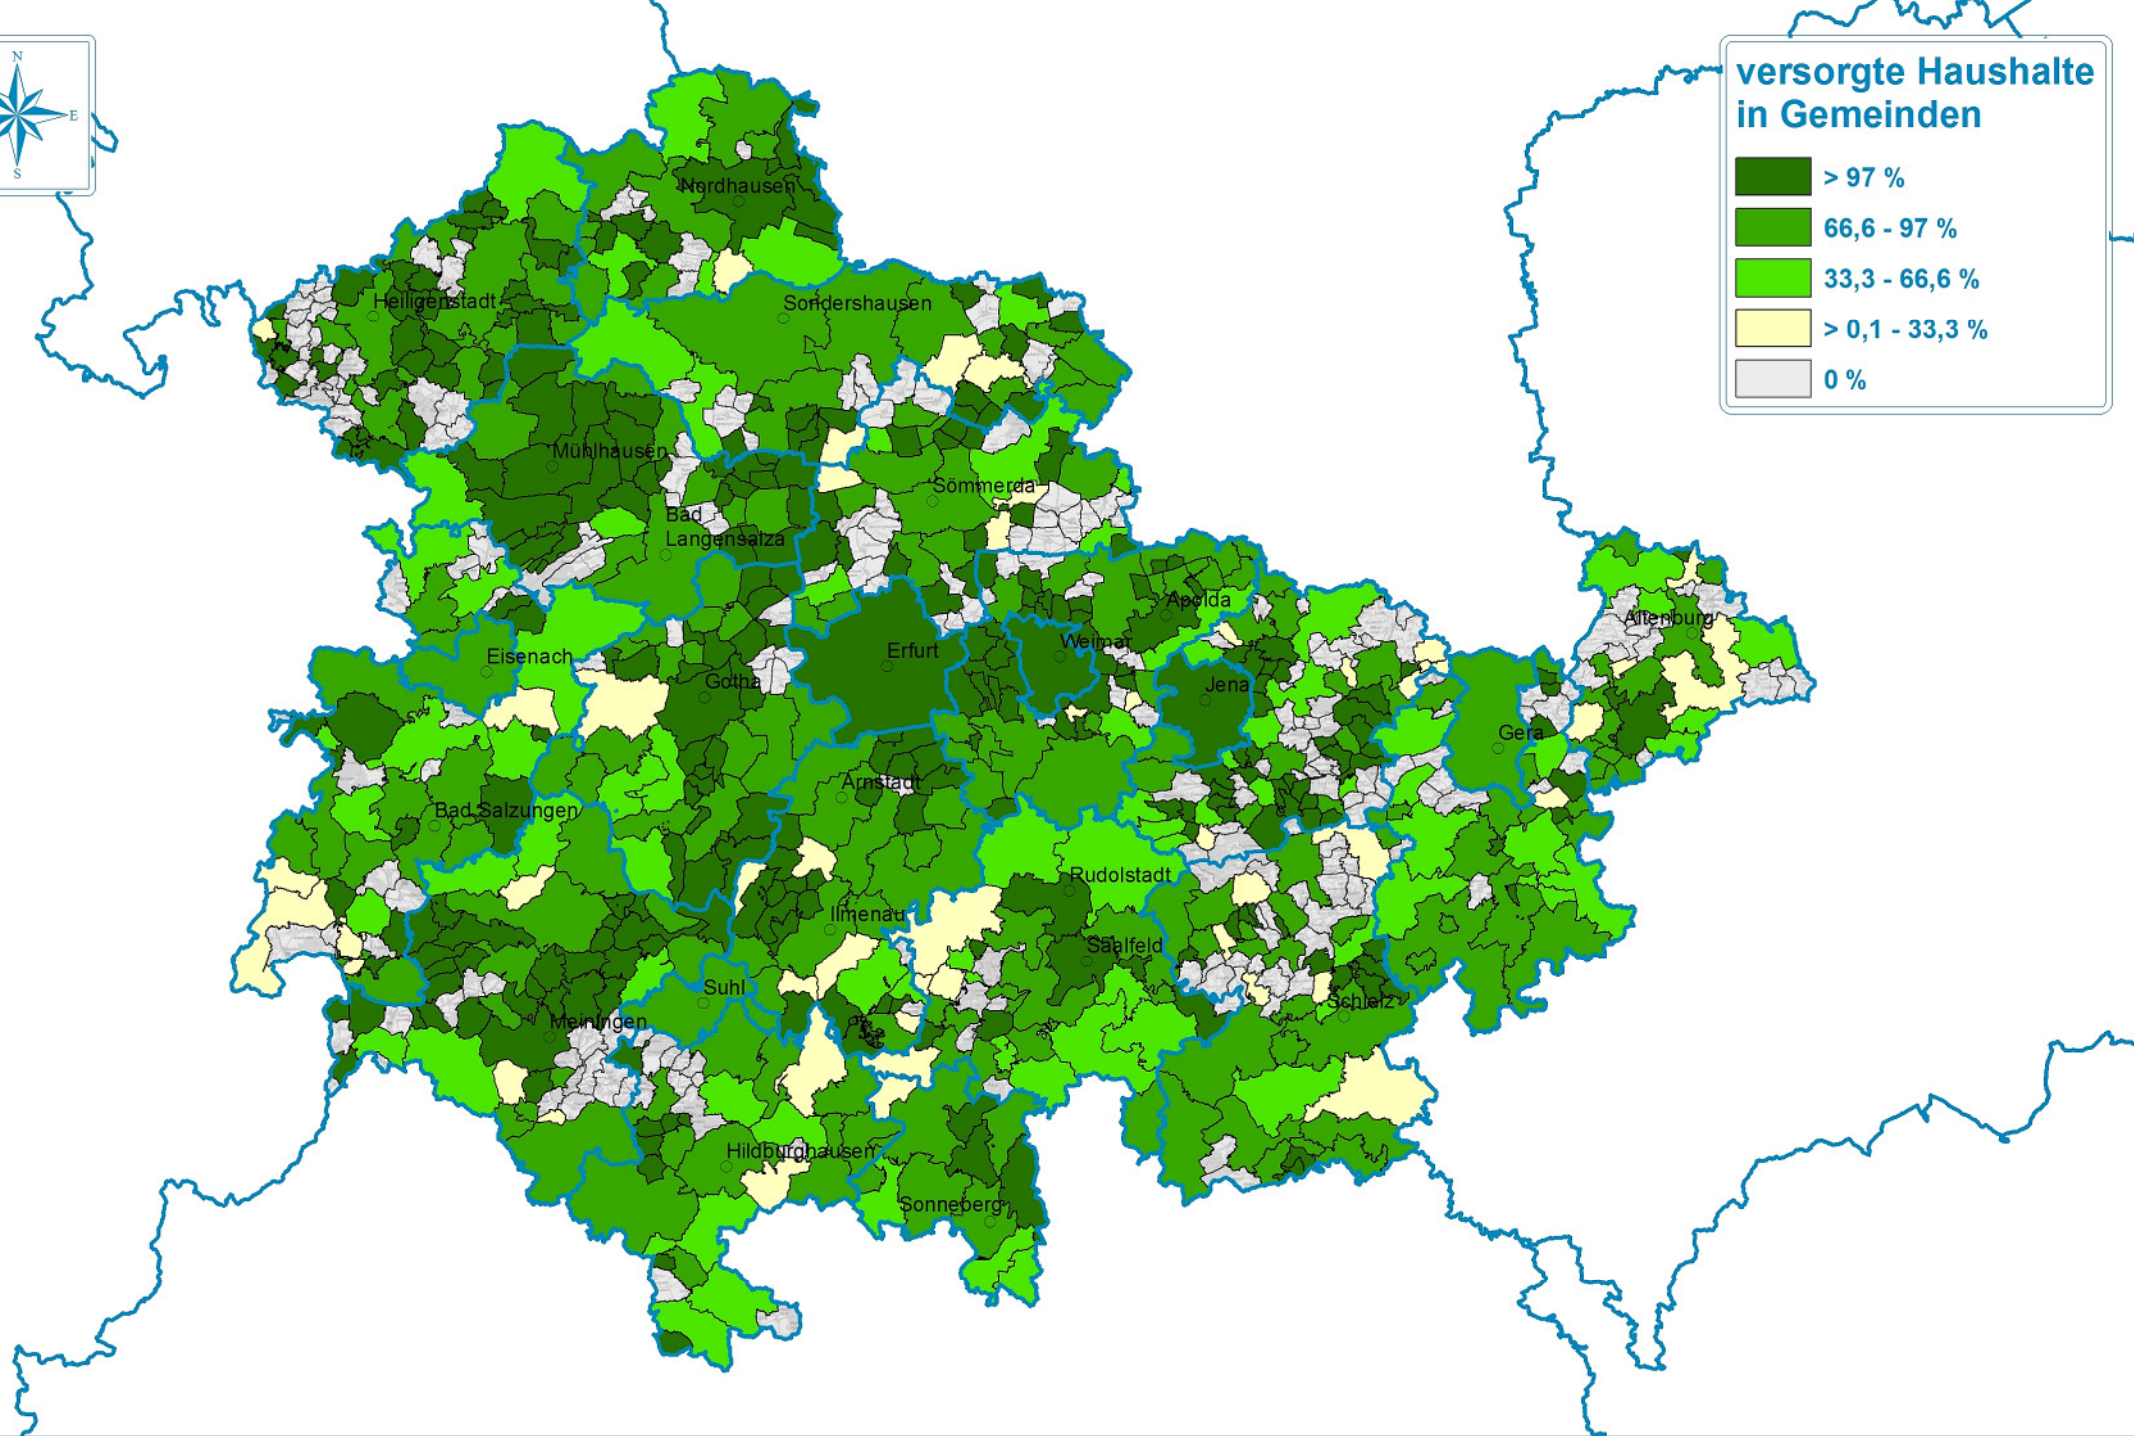 N
E
S
versorgte Haushalte
in Gemeinden
> 97 %
66,6 - 97 %
33,3 - 66,6 %
> 0,1 - 33,3 %
0 %
Nordhausen
Heiligenstadt
Sondershausen
Mühlhausen
Sömmerda
Bad
Langensalza
Apolda
Altenburg
Weimar
Erfurt
Eisenach
Gotha
Jena
Gera
Arnstadt
Bad Salzungen
Rudolstadt
Ilmenau
Saalfeld
Suhl
Schleiz
Meiningen
Hildburghausen
Sonneberg